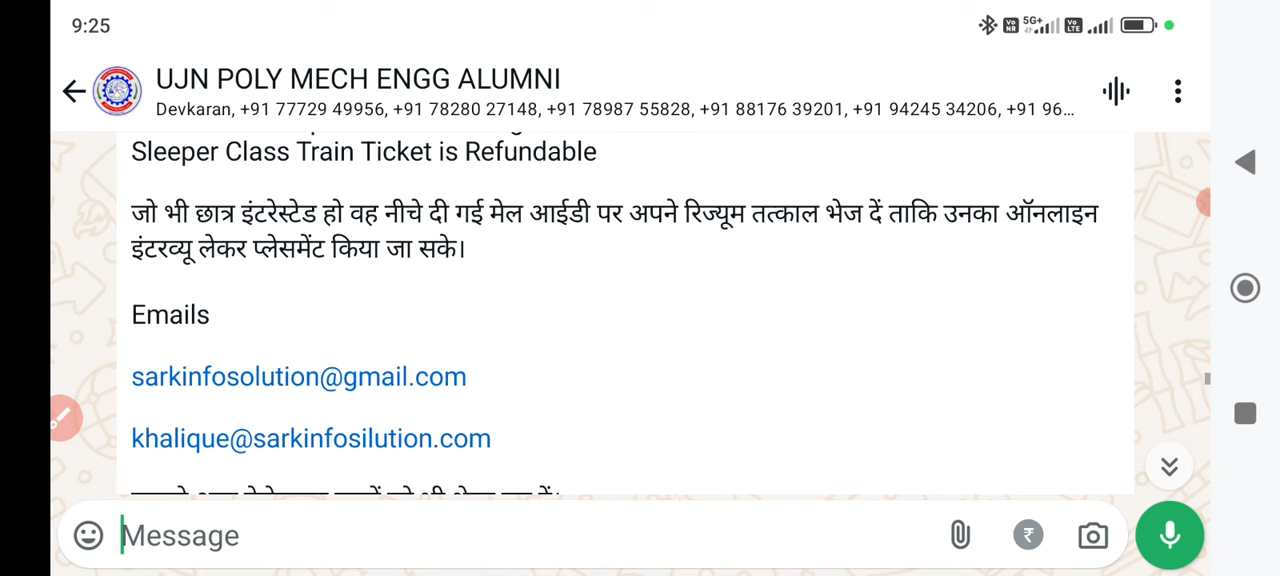 9:25
5G+
UJN POLY MECH ENGG ALUMNI
Devkaran, +91 77729 49956, +91 78280 27148, +91 78987 55828, +91 88176 39201, +91 94245 34206, +91 96...
Sleeper Class Train Ticket is Refundable
जो भी छात्र इंटरेस्टेड हो वह नीचे दी गई मेल आईडी पर अपने रिज्यूम तत्काल भेज दें ताकि उनका ऑनलाइन
इंटरव्यू लेकर प्लेसमेंट किया जा सके।
Emails
sarkinfosolution@gmail.com
khalique@sarkinfosilution.com
Message